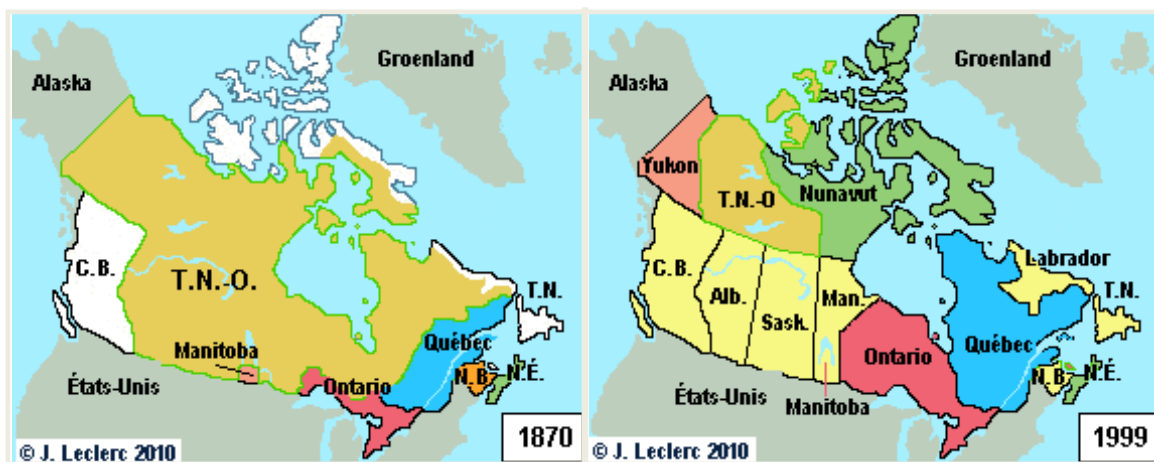 Alaska
Groenland
C.B.
T.N.-O.
T.N.
Manitoba
Québec
Ontario
N.B.
N.É.
États-Unis
1870
© J. Leclerc 2010
Alaska
Groenland
Yukon
T.N.-O
Nunavut
C.B.
Alb.
Sask.
Man.
Labrador
T.N.
Ontario
Québec
N.B.
N.É.
États-Unis
Manitoba
1999
© J. Leclerc 2010